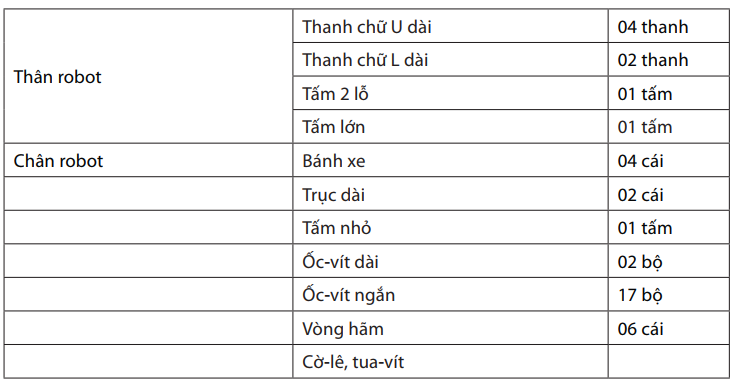 Thân robot
Thanh chữ U dài 04 thanh
Thanh chữ L dài 02 thanh
Tấm 2 lỗ 01 tấm
Tấm lớn 01 tấm
Chân robot Bánh xe 04 cái
Trục dài 02 cái
Tấm nhỏ 01 tấm
Ốc-vít dài 02 bộ
Ốc-vít ngắn 17 bộ
Vòng hãm 06 cái
Cờ-lê, tua-vít